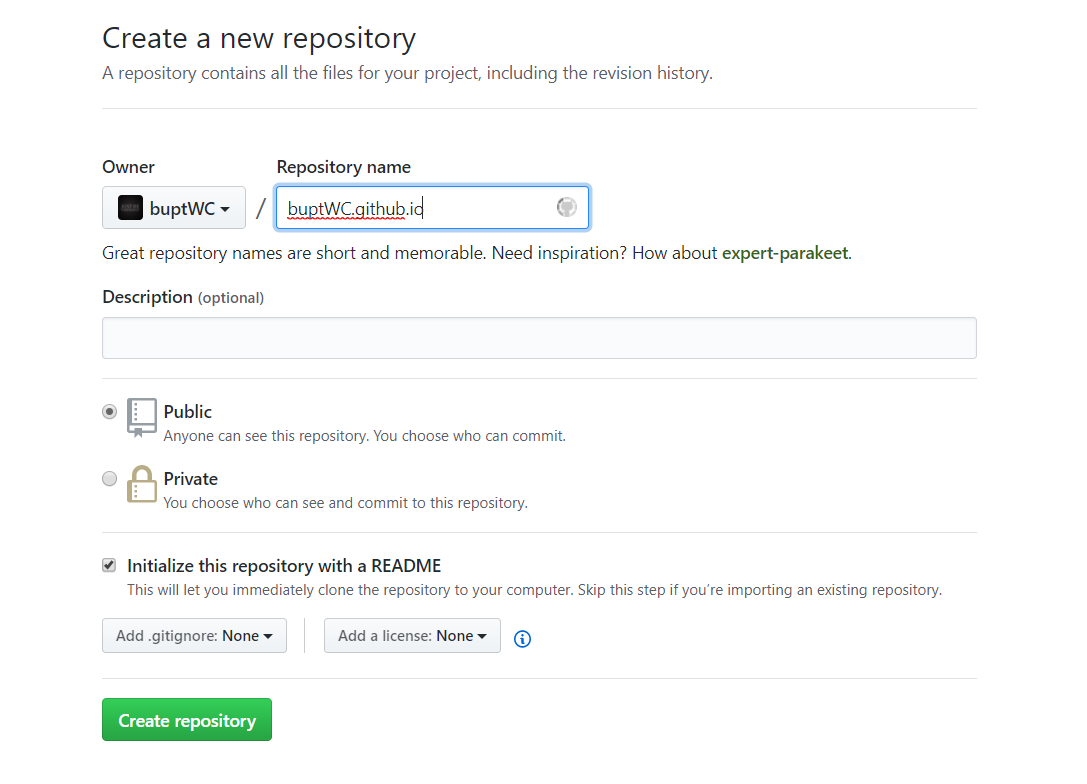 Create a new repository
A repository contains all the files for your project, including the revision history.
Owner
Repository name
buptWC
/
buptWC.github.io
Great repository names are short and memorable. Need inspiration? How about expert-parakeet.
Description (optional)
Public
Anyone can see this repository. You choose who can commit.
Private
You choose who can see and commit to this repository.
Initialize this repository with a README
This will let you immediately clone the repository to your computer. Skip this step if you’re importing an existing repository.
Add .gitignore: None
Add a license: None
Create repository